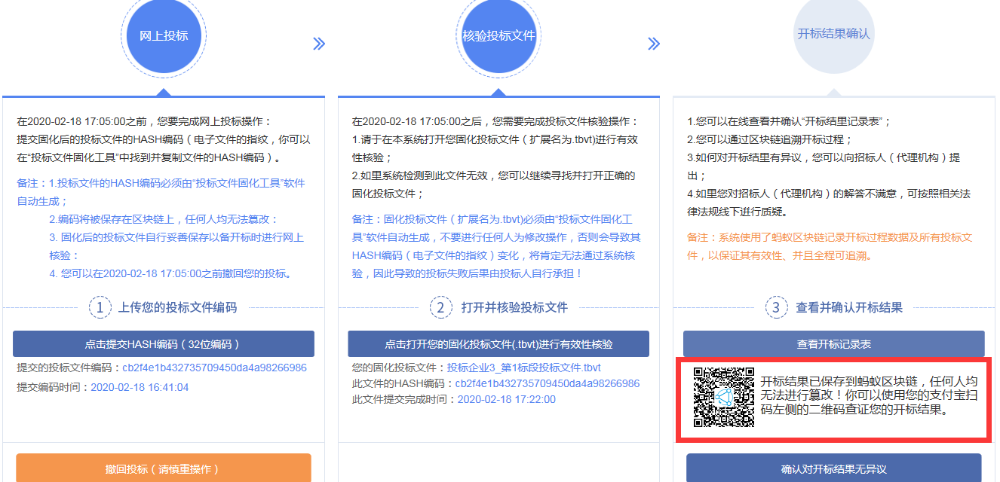 网上投标
核验投标文件
开标结果确认
在2020-02-18 17:05:00之前，您要完成网上投标操作：
提交固化后的投标文件的HASH编码（电子文件的指纹，你可以
在“投标文件固化工具”中找到并复制文件的HASH编码）。
备注：1.投标文件的HASH编码必须由“投标文件固化工具”软件
自动生成；
2.编码将被保存在区块链上，任何人均无法篡改：
3. 固化后的投标文件自行妥善保存以备开标时进行网上
核验：
4. 您可以在2020-02-18 17:05:00之前撤回您的投标。
1 上传您的投标文件编码
点击提交HASH编码（32位编码）
提交的投标文件编码：cb2f4e1b432735709450da4a98266986
提交编码时间：2020-02-18 16:41:04
撤回投标（请慎重操作）
在2020-02-18 17:05:00之后，您需要完成投标文件核验操作：
1.请于在本系统打开您固化投标文件（扩展名为.tbvt)进行有效
性核验；
2.如里系统检测到此文件无效，您可以继续寻找并打开正确的
固化投标文件；
备注：固化投标文件（扩展名为.tbvt)必须由“投标文件固化工
具”软件自动生成，不要进行任何人为修改操作，否则会导致其
HASH编码（电子文件的指纹）变化，将肯定无法通过系统核
验，因此导致的投标失败后果由投标人自行承担！
2 打开并核验投标文件
点击打开您的固化投标文件(.tbvt)进行有效性核验
您的固化投标文件：投标企业3_第1标段投标文件.tbvt
此文件的HASH编码：cb2f4e1b432735709450da4a98266986
此文件提交完成时间：2020-02-18 17:22:00
1.您可以在线查看并确认“开标结里记录表”；
2.您可以通过区块链追溯开标过程；
3.如何对开标结里有异议，您可以向招标人（代理机构）提
出；
4.如里您对招标人（代理机构）的解答不满意，可按照相关法
律法规线下进行质疑。
备注：系统使用了蚂蚁区块链记录开标过程数据及所有投标文
件，以保证其有效性、并且全程可追溯。
3 查看并确认开标结果
查看开标记录表
开标结果已保存到蚂蚁区块链，任何人均
无法进行篡改！你可以使用您的支付宝扫
码左侧的二维码查证您的开标结果。
确认对开标结果无异议